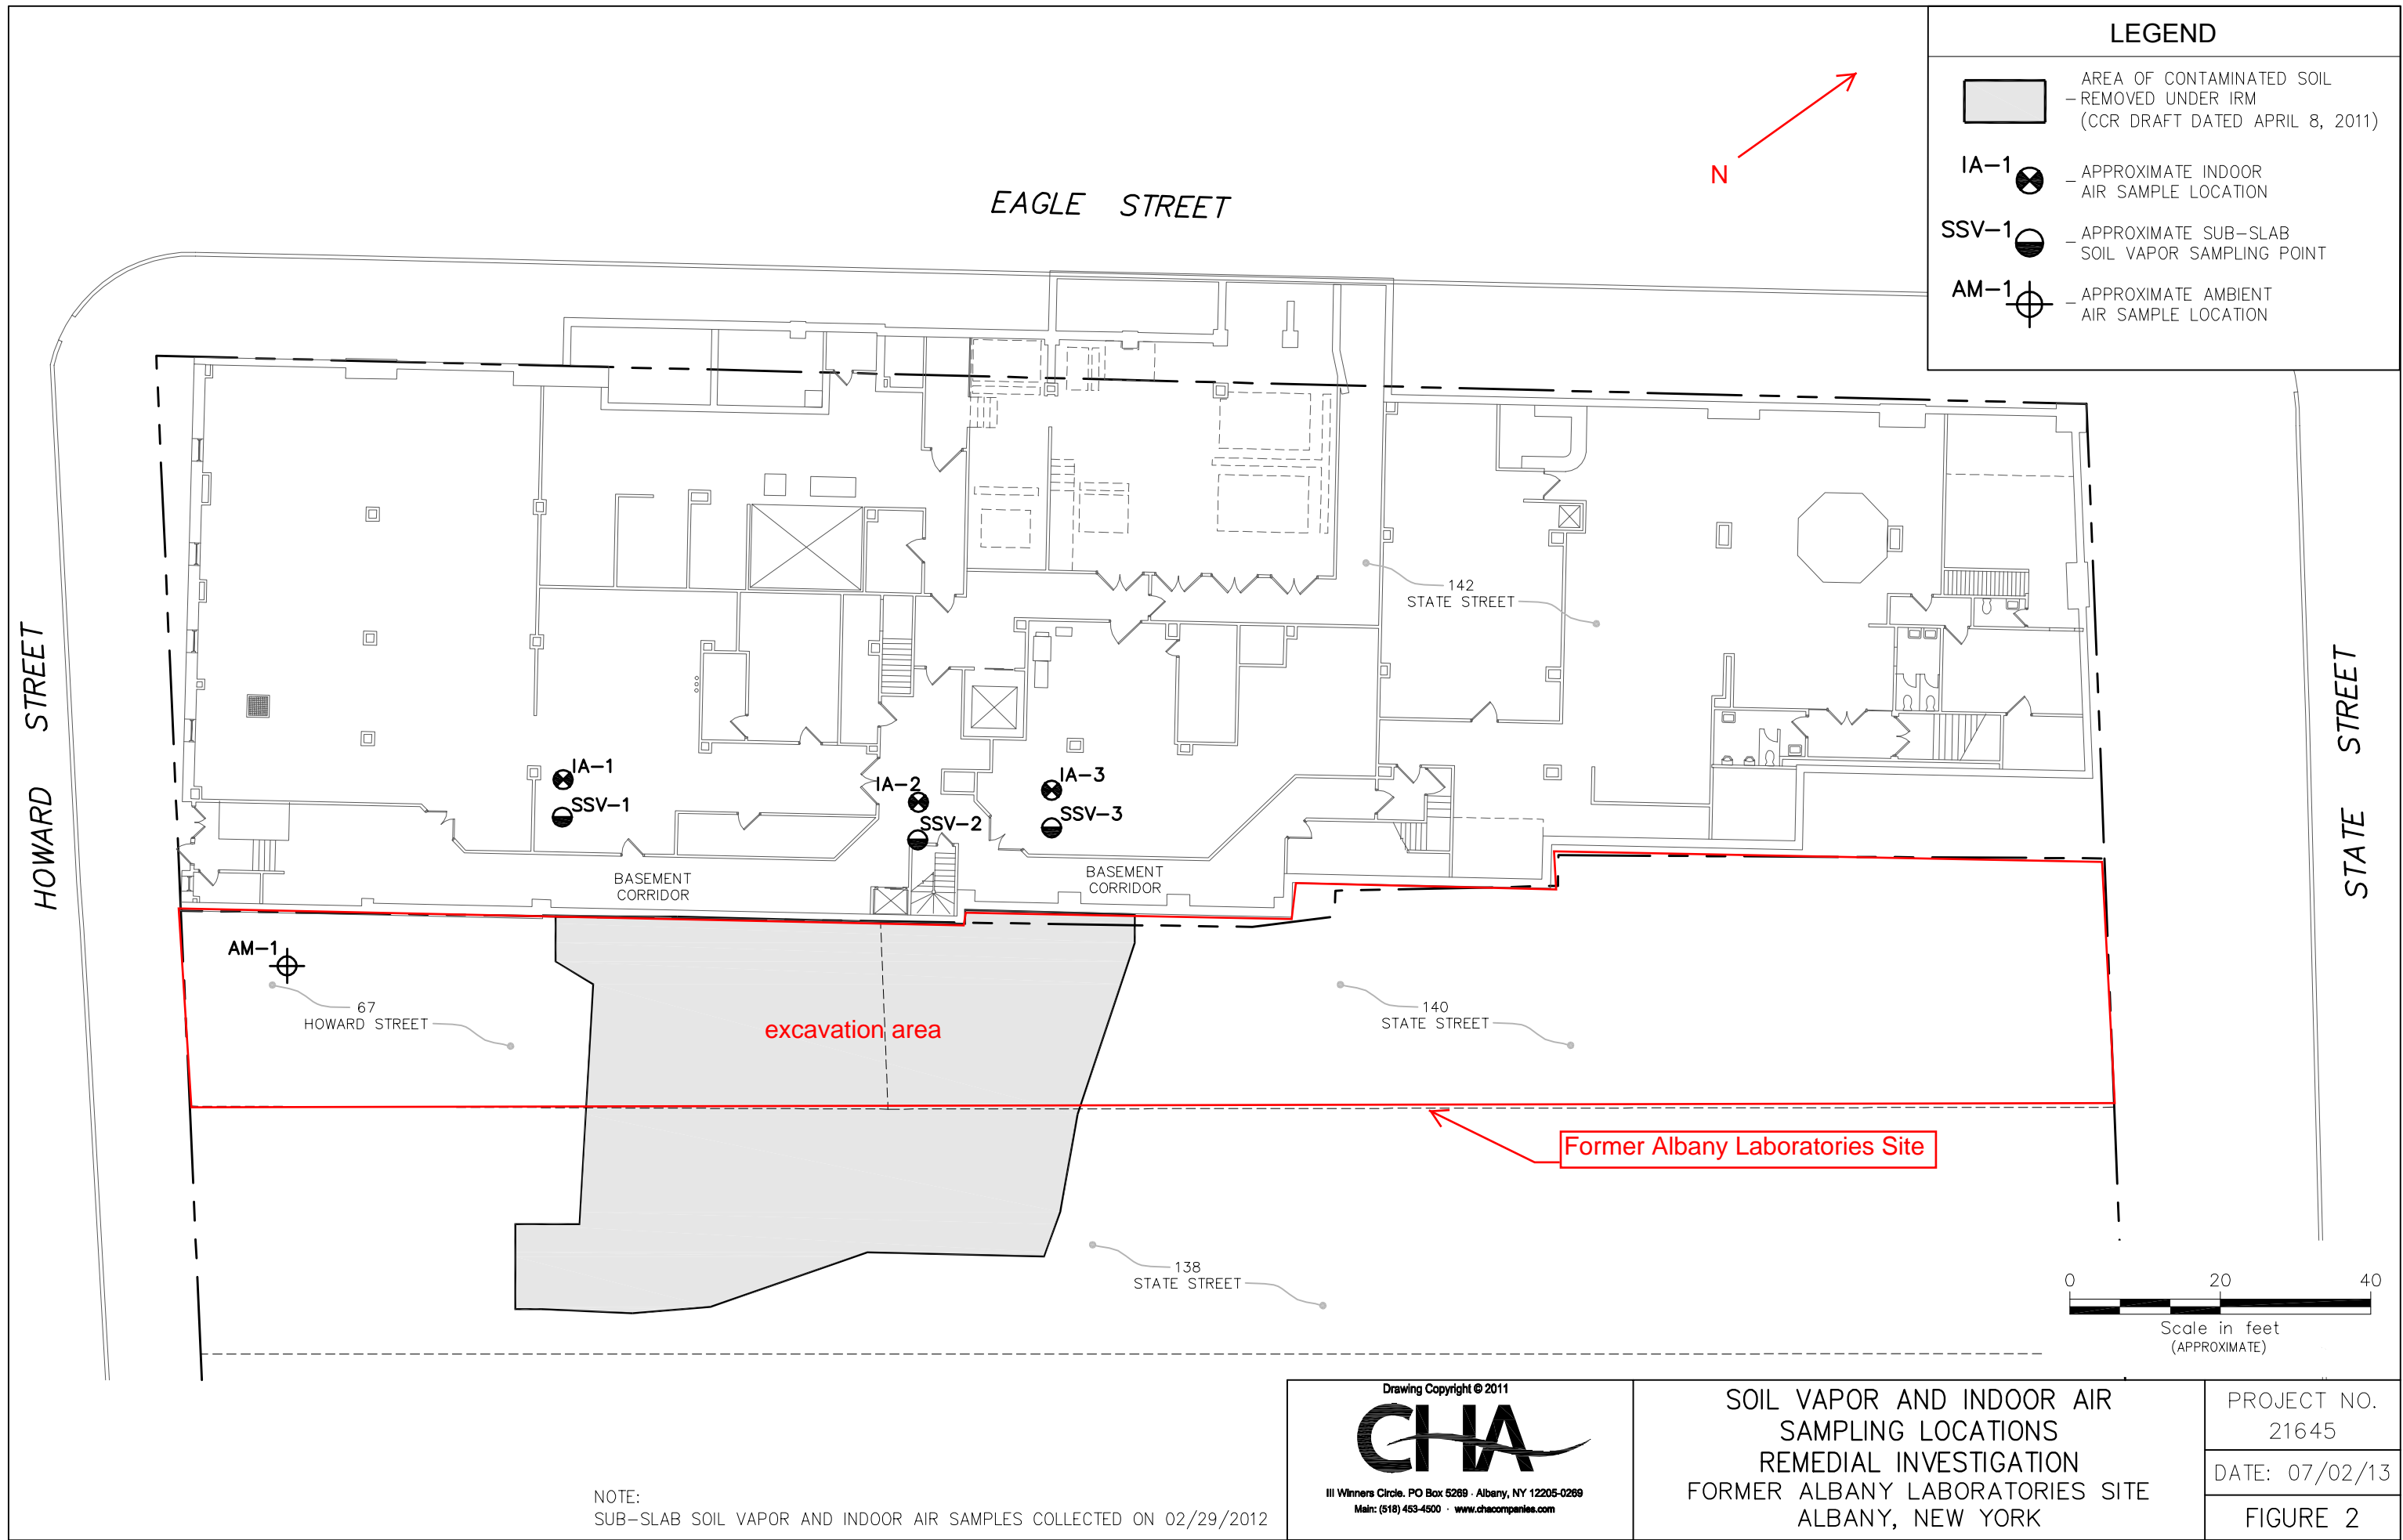 LEGEND
AREA OF CONTAMINATED SOIL
– REMOVED UNDER IRM
(CCR DRAFT DATED APRIL 8, 2011)
IA–1
– APPROXIMATE INDOOR
AIR SAMPLE LOCATION
SSV–1
– APPROXIMATE SUB–SLAB
SOIL VAPOR SAMPLING POINT
AM–1
– APPROXIMATE AMBIENT
AIR SAMPLE LOCATION
N
EAGLE STREET
HOWARD STREET
STATE STREET
142
STATE STREET
IA–1
SSV–1
IA–2
SSV–2
IA–3
SSV–3
BASEMENT
CORRIDOR
BASEMENT
CORRIDOR
AM–1
67
HOWARD STREET
excavation area
140
STATE STREET
Former Albany Laboratories Site
138
STATE STREET
0 20 40
Scale in feet
(APPROXIMATE)
NOTE:
SUB–SLAB SOIL VAPOR AND INDOOR AIR SAMPLES COLLECTED ON 02/29/2012
Drawing Copyright © 2011
CHA
III Winners Circle, PO Box 5269 · Albany, NY 12205-0269
Main: (518) 453-4500 · www.chacompanies.com
SOIL VAPOR AND INDOOR AIR
SAMPLING LOCATIONS
REMEDIAL INVESTIGATION
FORMER ALBANY LABORATORIES SITE
ALBANY, NEW YORK
PROJECT NO.
21645
DATE: 07/02/13
FIGURE 2